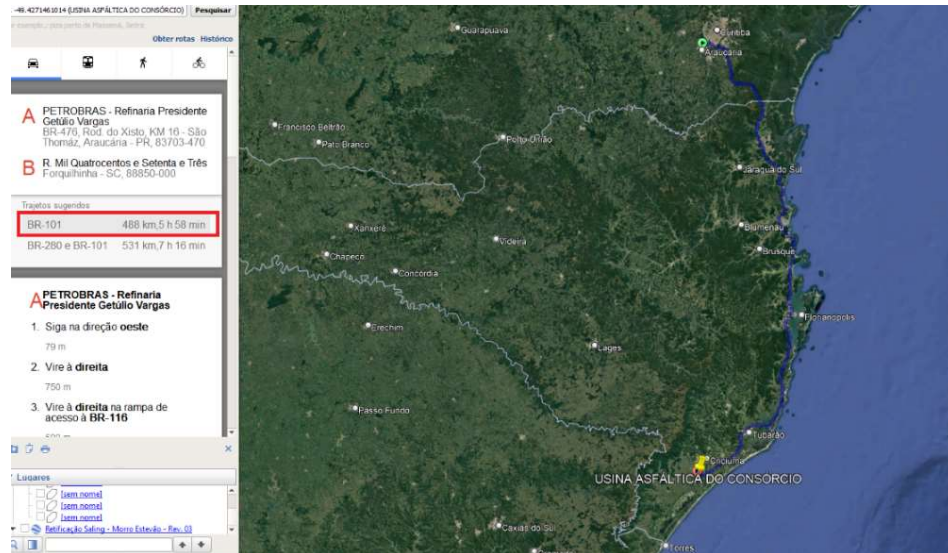 -49.4271461014 (USINA ASFÁLTICA DO CONSÓRCIO) Pesquisar
Obter rotas Histórico
A PETROBRAS - Refinaria Presidente
Getúlio Vargas
BR-476, Rod. do Xisto, KM 16 - São
Thomáz, Araucária - PR, 83703-470
B R. Mil Quatrocentos e Setenta e Três
Forquilhinha - SC, 88850-000
Trajetos sugeridos
BR-101 488 km, 5 h 58 min
BR-280 e BR-101 531 km, 7 h 16 min
A PETROBRAS - Refinaria
Presidente Getúlio Vargas
1. Siga na direção oeste
79 m
2. Vire à direita
750 m
3. Vire à direita na rampa de
acesso à BR-116
Lugares
[sem nome]
[sem nome]
[sem nome]
Retificação Saling - Morro Estevão - Rev. 03
Guarapuava
Curitiba
Araucária
Francisco Beltrão
Pato Branco
Porto União
Jaraguá do Sul
Xanxerê
Videira
Blumenau
Brusque
Chapecó
Concórdia
Florianópolis
Erechim
Lages
Passo Fundo
Tubarão
Criciúma
USINA ASFÁLTICA DO CONSÓRCIO
Caxias do Sul
Torres